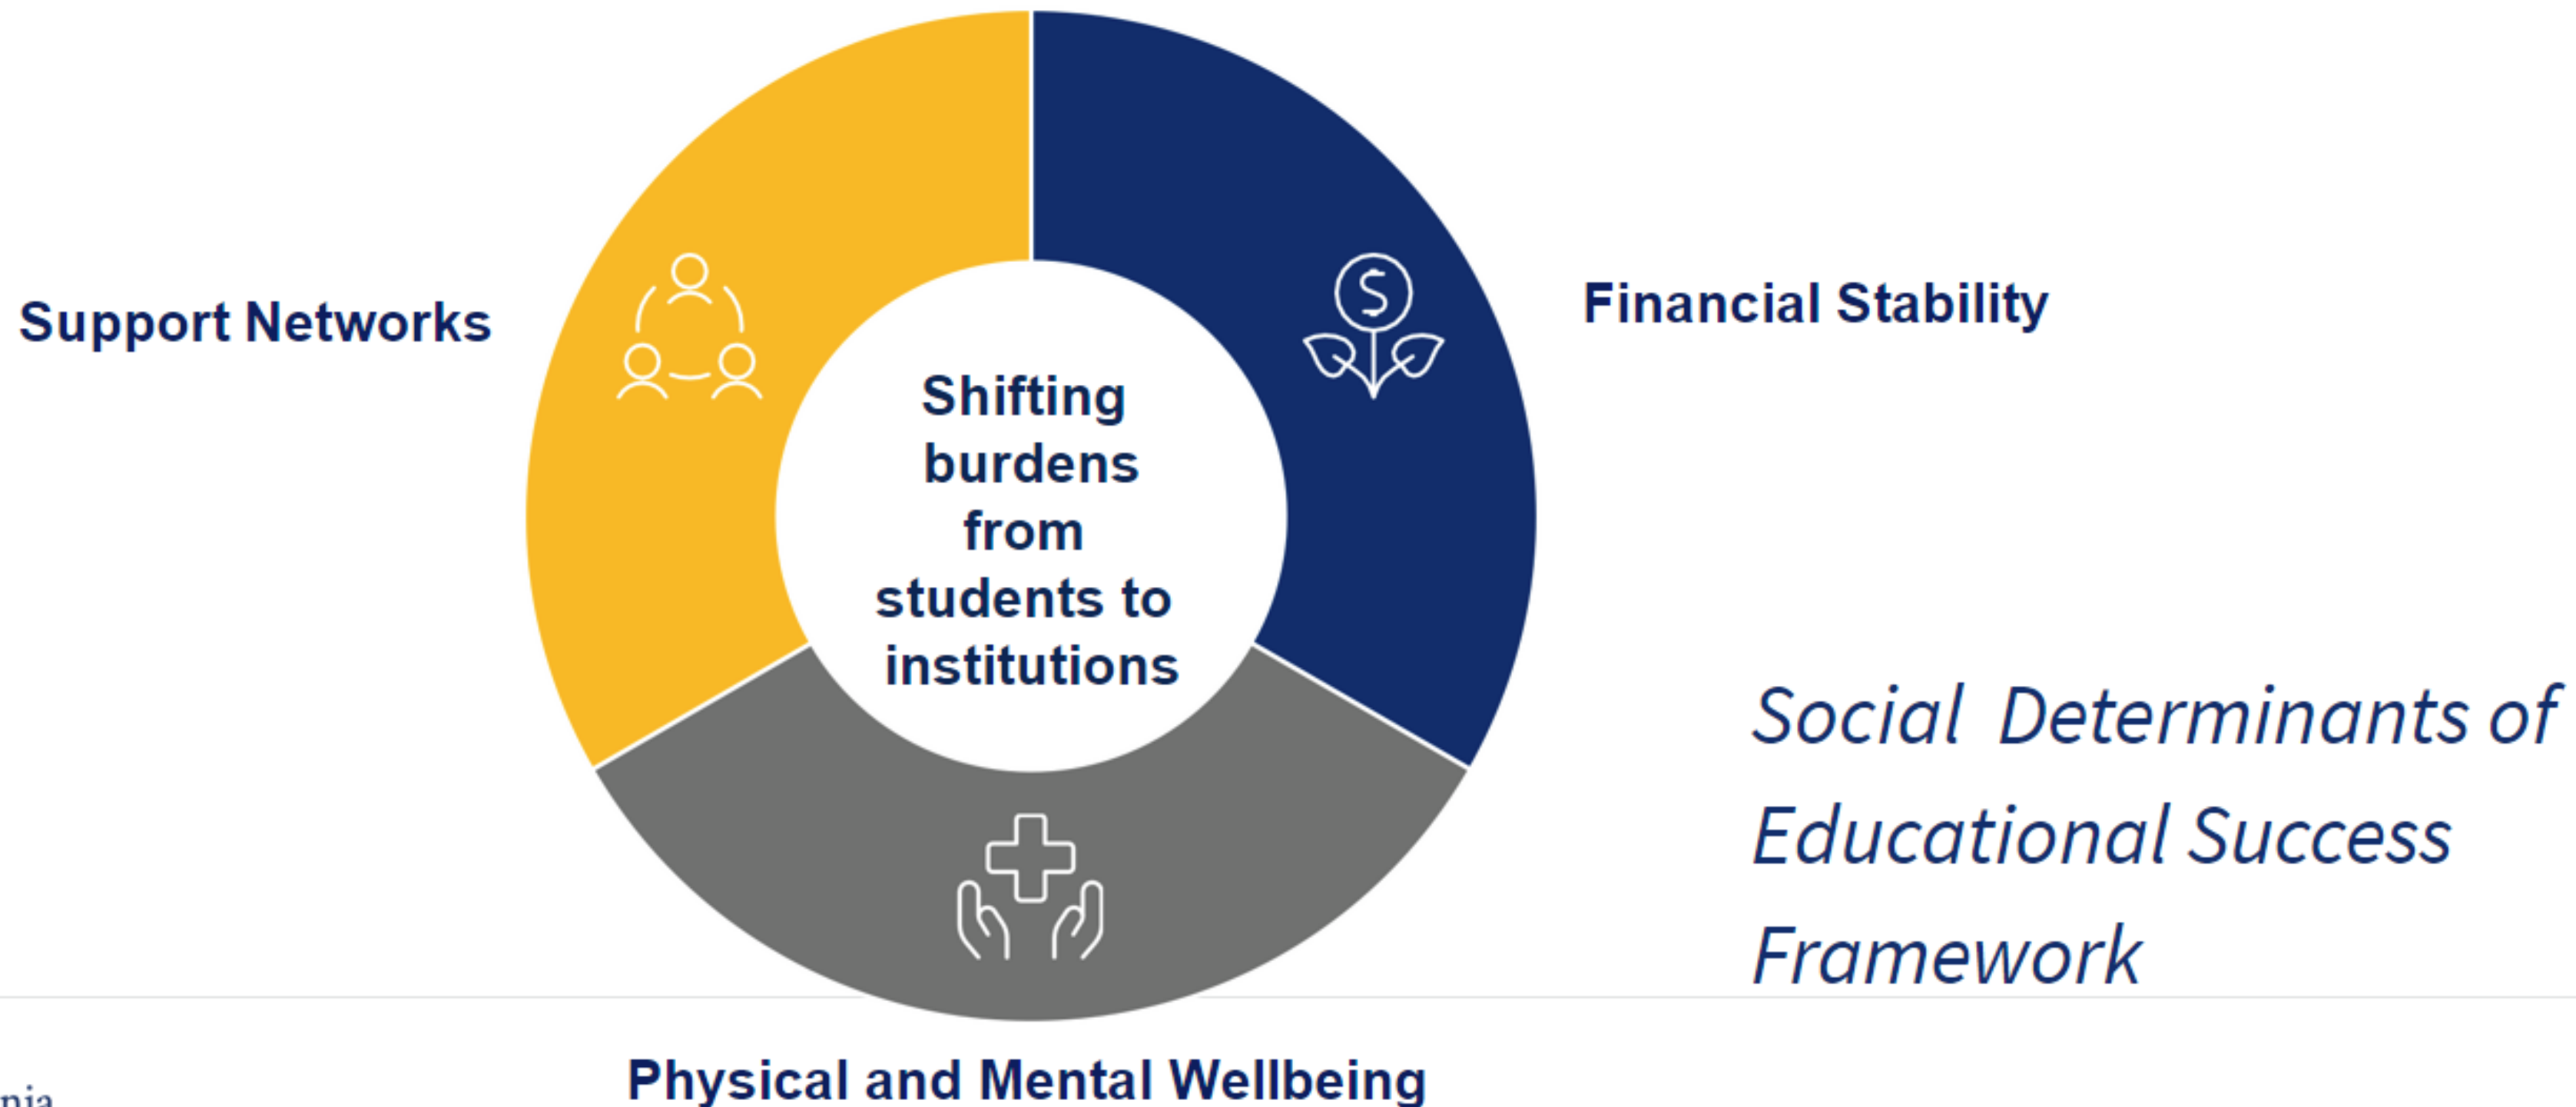 Support Networks
Financial Stability
Shifting
burdens
from
students to
institutions
Social Determinants of
Educational Success
Framework
Physical and Mental Wellbeing